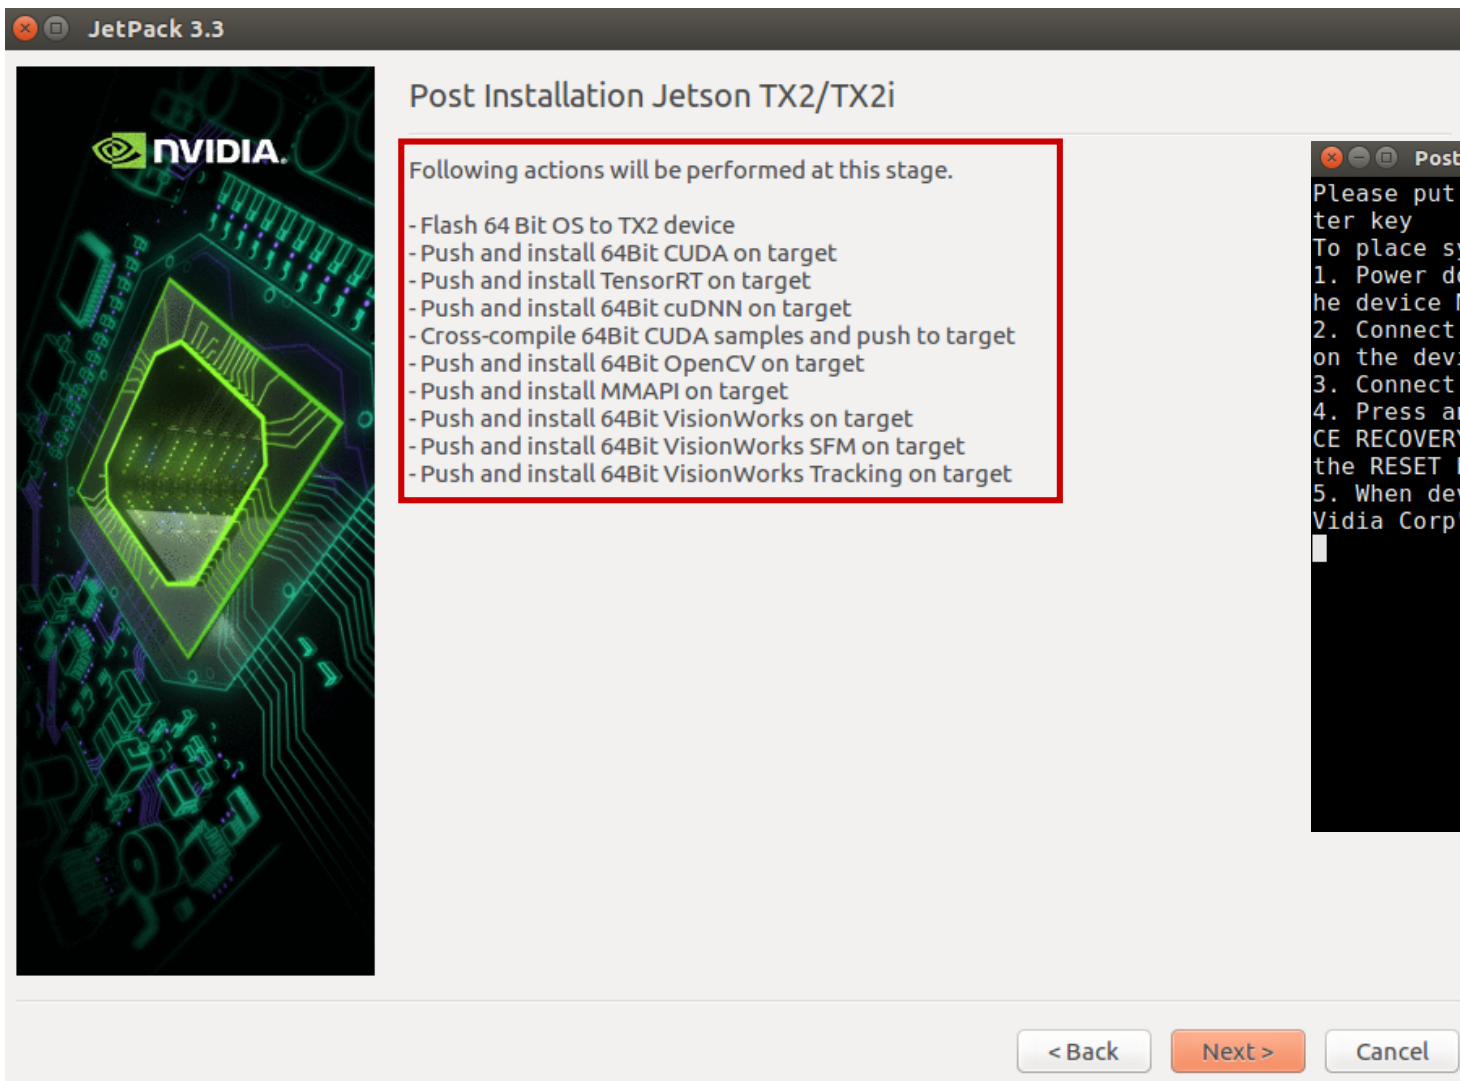 JetPack 3.3
NVIDIA.
Post Installation Jetson TX2/TX2i
Following actions will be performed at this stage.
- Flash 64 Bit OS to TX2 device
- Push and install 64Bit CUDA on target
- Push and install TensorRT on target
- Push and install 64Bit cuDNN on target
- Cross-compile 64Bit CUDA samples and push to target
- Push and install 64Bit OpenCV on target
- Push and install MMAPI on target
- Push and install 64Bit VisionWorks on target
- Push and install 64Bit VisionWorks SFM on target
- Push and install 64Bit VisionWorks Tracking on target
Post
Please put
ter key
To place
1. Power
he device
2. Connect
on the
3. Connect
4. Press
CE RECOVERY
the RESET
5. When
Vidia Corp
< Back
Next >
Cancel